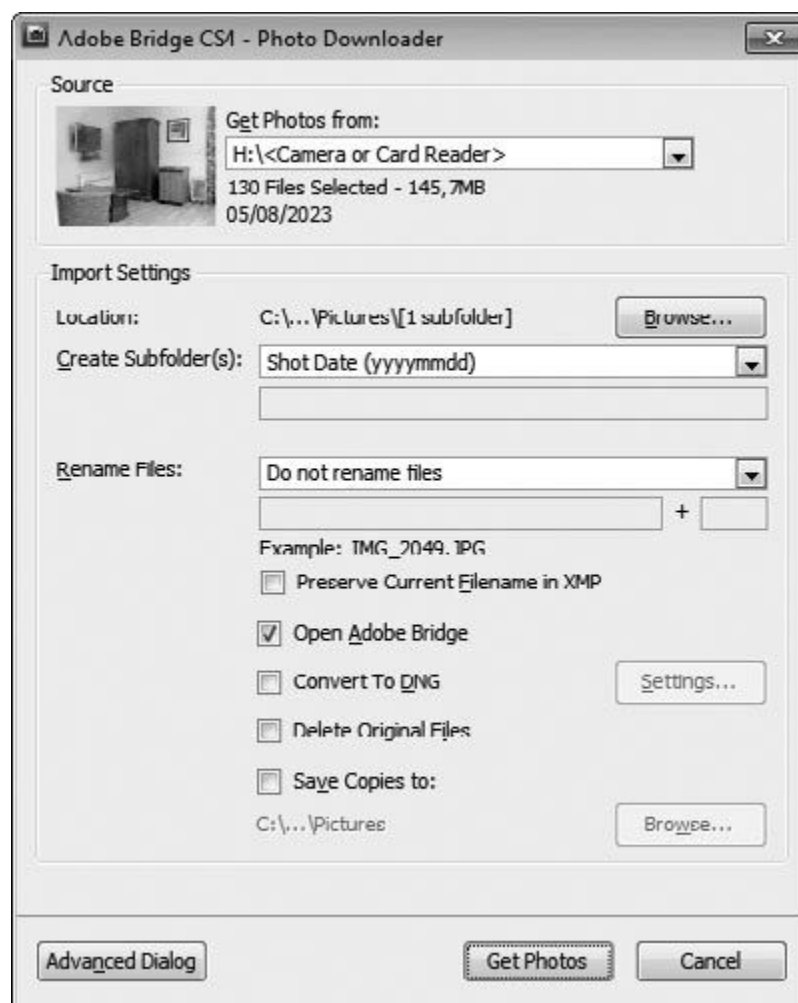 Adobe Bridge CS4 - Photo Downloader
Source
Get Photos from:
H:\<Camera or Card Reader>
130 Files Selected - 145,7MB
05/08/2023
Import Settings
Location: C:\...\Pictures\[1 subfolder] Browse...
Create Subfolder(s): Shot Date (yyyymmdd)
Rename Files: Do not rename files
+
Example: IMG_2049.JPG
Preserve Current Filename in XMP
Open Adobe Bridge
Convert To DNG Settings...
Delete Original Files
Save Copies to:
C:\...\Pictures Browse...
Advanced Dialog Get Photos Cancel